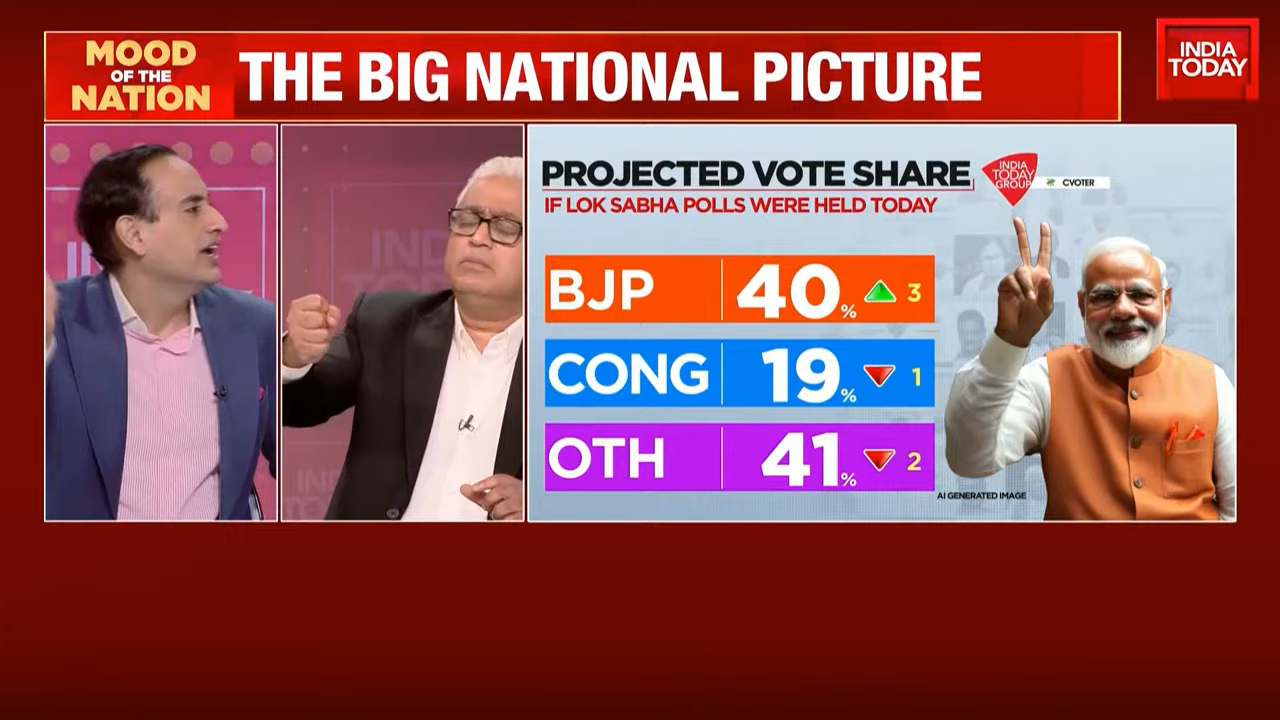 MOOD
OF THE
NATION
THE BIG NATIONAL PICTURE
INDIA
TODAY
PROJECTED VOTE SHARE
INDIA
TODAY
GROUP
CVOTER
IF LOK SABHA POLLS WERE HELD TODAY
BJP 40% 3
CONG 19% 1
OTH 41% 2
AI GENERATED IMAGE